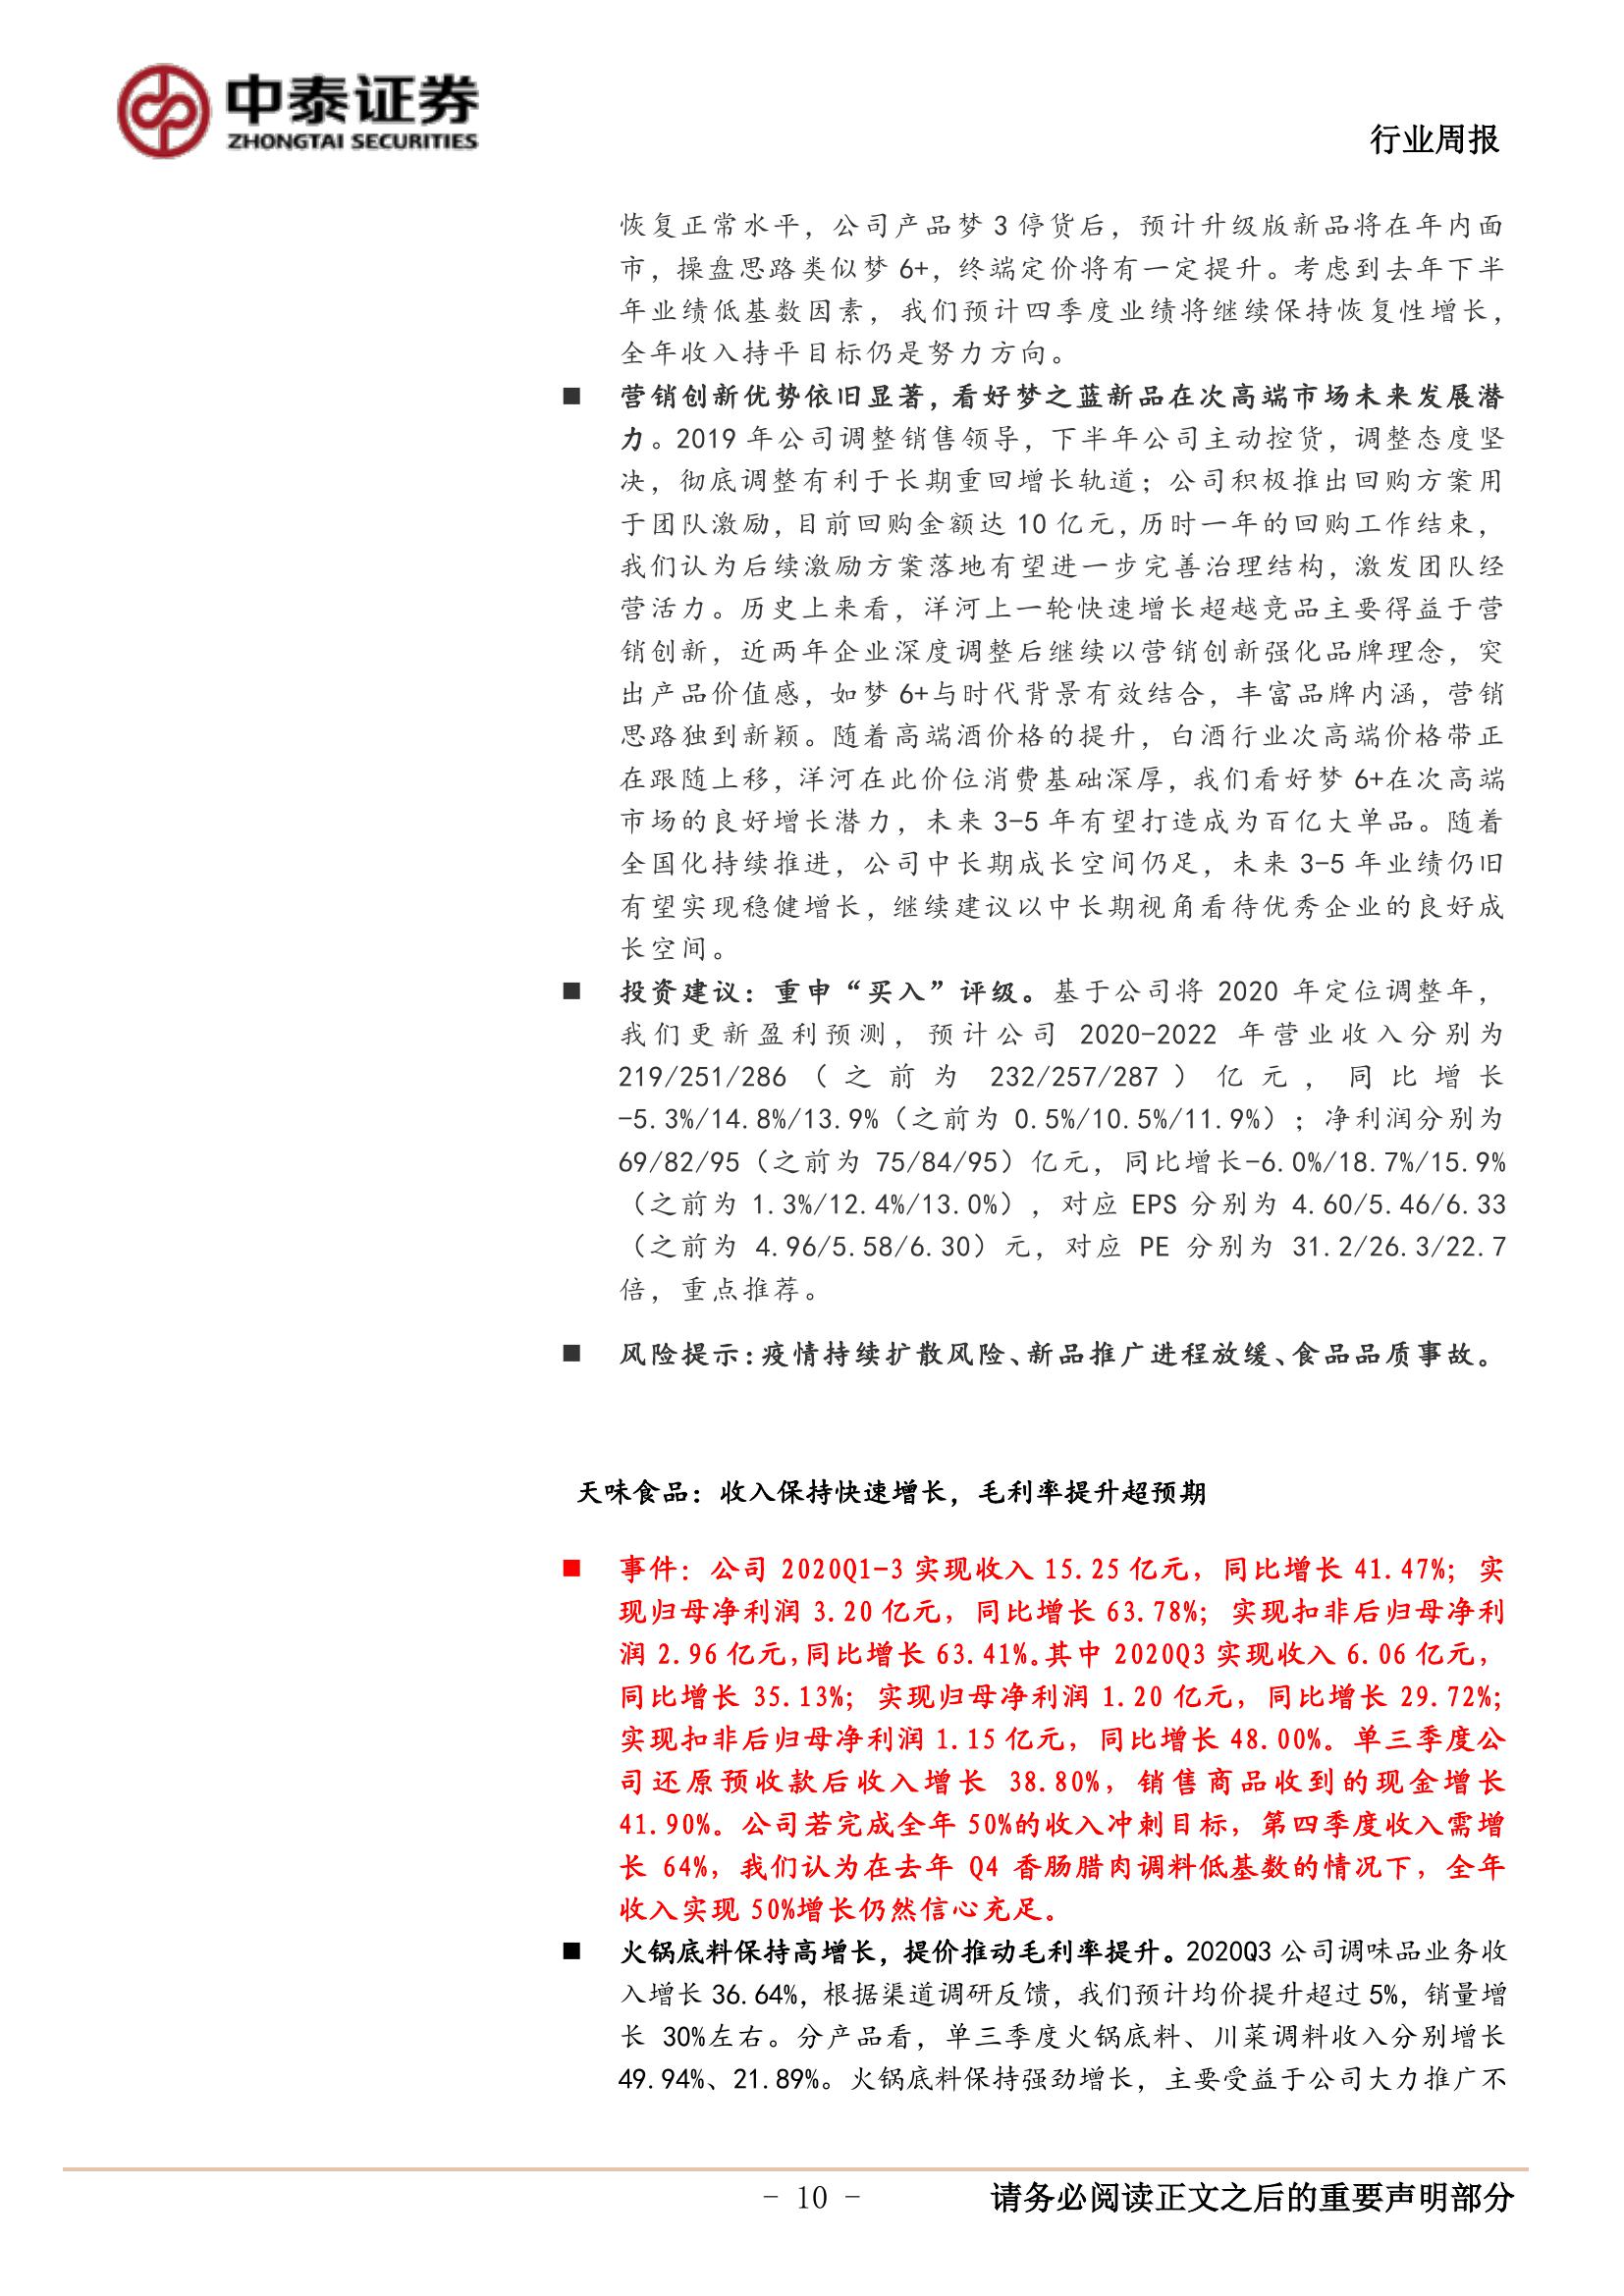 中泰证券
ZHONGTAI SECURITIES
行业周报
恢复正常水平，公司产品梦 3 停货后，预计升级版新品将在年内面
市，操盘思路类似梦 6+，终端定价将有一定提升。考虑到去年下半
年业绩低基数因素，我们预计四季度业绩将继续保持恢复性增长，
全年收入持平目标仍是努力方向。
■ 营销创新优势依旧显著，看好梦之蓝新品在次高端市场未来发展潜
力。2019 年公司调整销售领导，下半年公司主动控货，调整态度坚
决，彻底调整有利于长期重回增长轨道；公司积极推出回购方案用
于团队激励，目前回购金额达 10 亿元，历时一年的回购工作结束，
我们认为后续激励方案落地有望进一步完善治理结构，激发团队经
营活力。历史上来看，洋河上一轮快速增长超越竞品主要得益于营
销创新，近两年企业深度调整后继续以营销创新强化品牌理念，突
出产品价值感，如梦 6+与时代背景有效结合，丰富品牌内涵，营销
思路独到新颖。随着高端酒价格的提升，白酒行业次高端价格带正
在跟随上移，洋河在此价位消费基础深厚，我们看好梦 6+在次高端
市场的良好增长潜力，未来 3-5 年有望打造成为百亿大单品。随着
全国化持续推进，公司中长期成长空间仍足，未来 3-5 年业绩仍旧
有望实现稳健增长，继续建议以中长期视角看待优秀企业的良好成
长空间。
■ 投资建议：重申“买入”评级。基于公司将 2020 年定位调整年，
我们更新盈利预测，预计公司 2020-2022 年营业收入分别为
219/251/286（之前为 232/257/287）亿元，同比增长
-5.3%/14.8%/13.9%（之前为 0.5%/10.5%/11.9%）；净利润分别为
69/82/95（之前为 75/84/95）亿元，同比增长-6.0%/18.7%/15.9%
（之前为 1.3%/12.4%/13.0%），对应 EPS 分别为 4.60/5.46/6.33
（之前为 4.96/5.58/6.30）元，对应 PE 分别为 31.2/26.3/22.7
倍，重点推荐。
■ 风险提示：疫情持续扩散风险、新品推广进程放缓、食品品质事故。
天味食品：收入保持快速增长，毛利率提升超预期
■ 事件：公司 2020Q1-3 实现收入 15.25 亿元，同比增长 41.47%；实
现归母净利润 3.20 亿元，同比增长 63.78%；实现扣非后归母净利
润 2.96 亿元，同比增长 63.41%。其中 2020Q3 实现收入 6.06 亿元，
同比增长 35.13%；实现归母净利润 1.20 亿元，同比增长 29.72%；
实现扣非后归母净利润 1.15 亿元，同比增长 48.00%。单三季度公
司还原预收款后收入增长 38.80%，销售商品收到的现金增长
41.90%。公司若完成全年 50%的收入冲刺目标，第四季度收入需增
长 64%，我们认为在去年 Q4 香肠腊肉调料低基数的情况下，全年
收入实现 50%增长仍然信心充足。
■ 火锅底料保持高增长，提价推动毛利率提升。2020Q3 公司调味品业务收
入增长 36.64%，根据渠道调研反馈，我们预计均价提升超过 5%，销量增
长 30%左右。分产品看，单三季度火锅底料、川菜调料收入分别增长
49.94%、21.89%。火锅底料保持强劲增长，主要受益于公司大力推广不
- 10 -
请务必阅读正文之后的重要声明部分